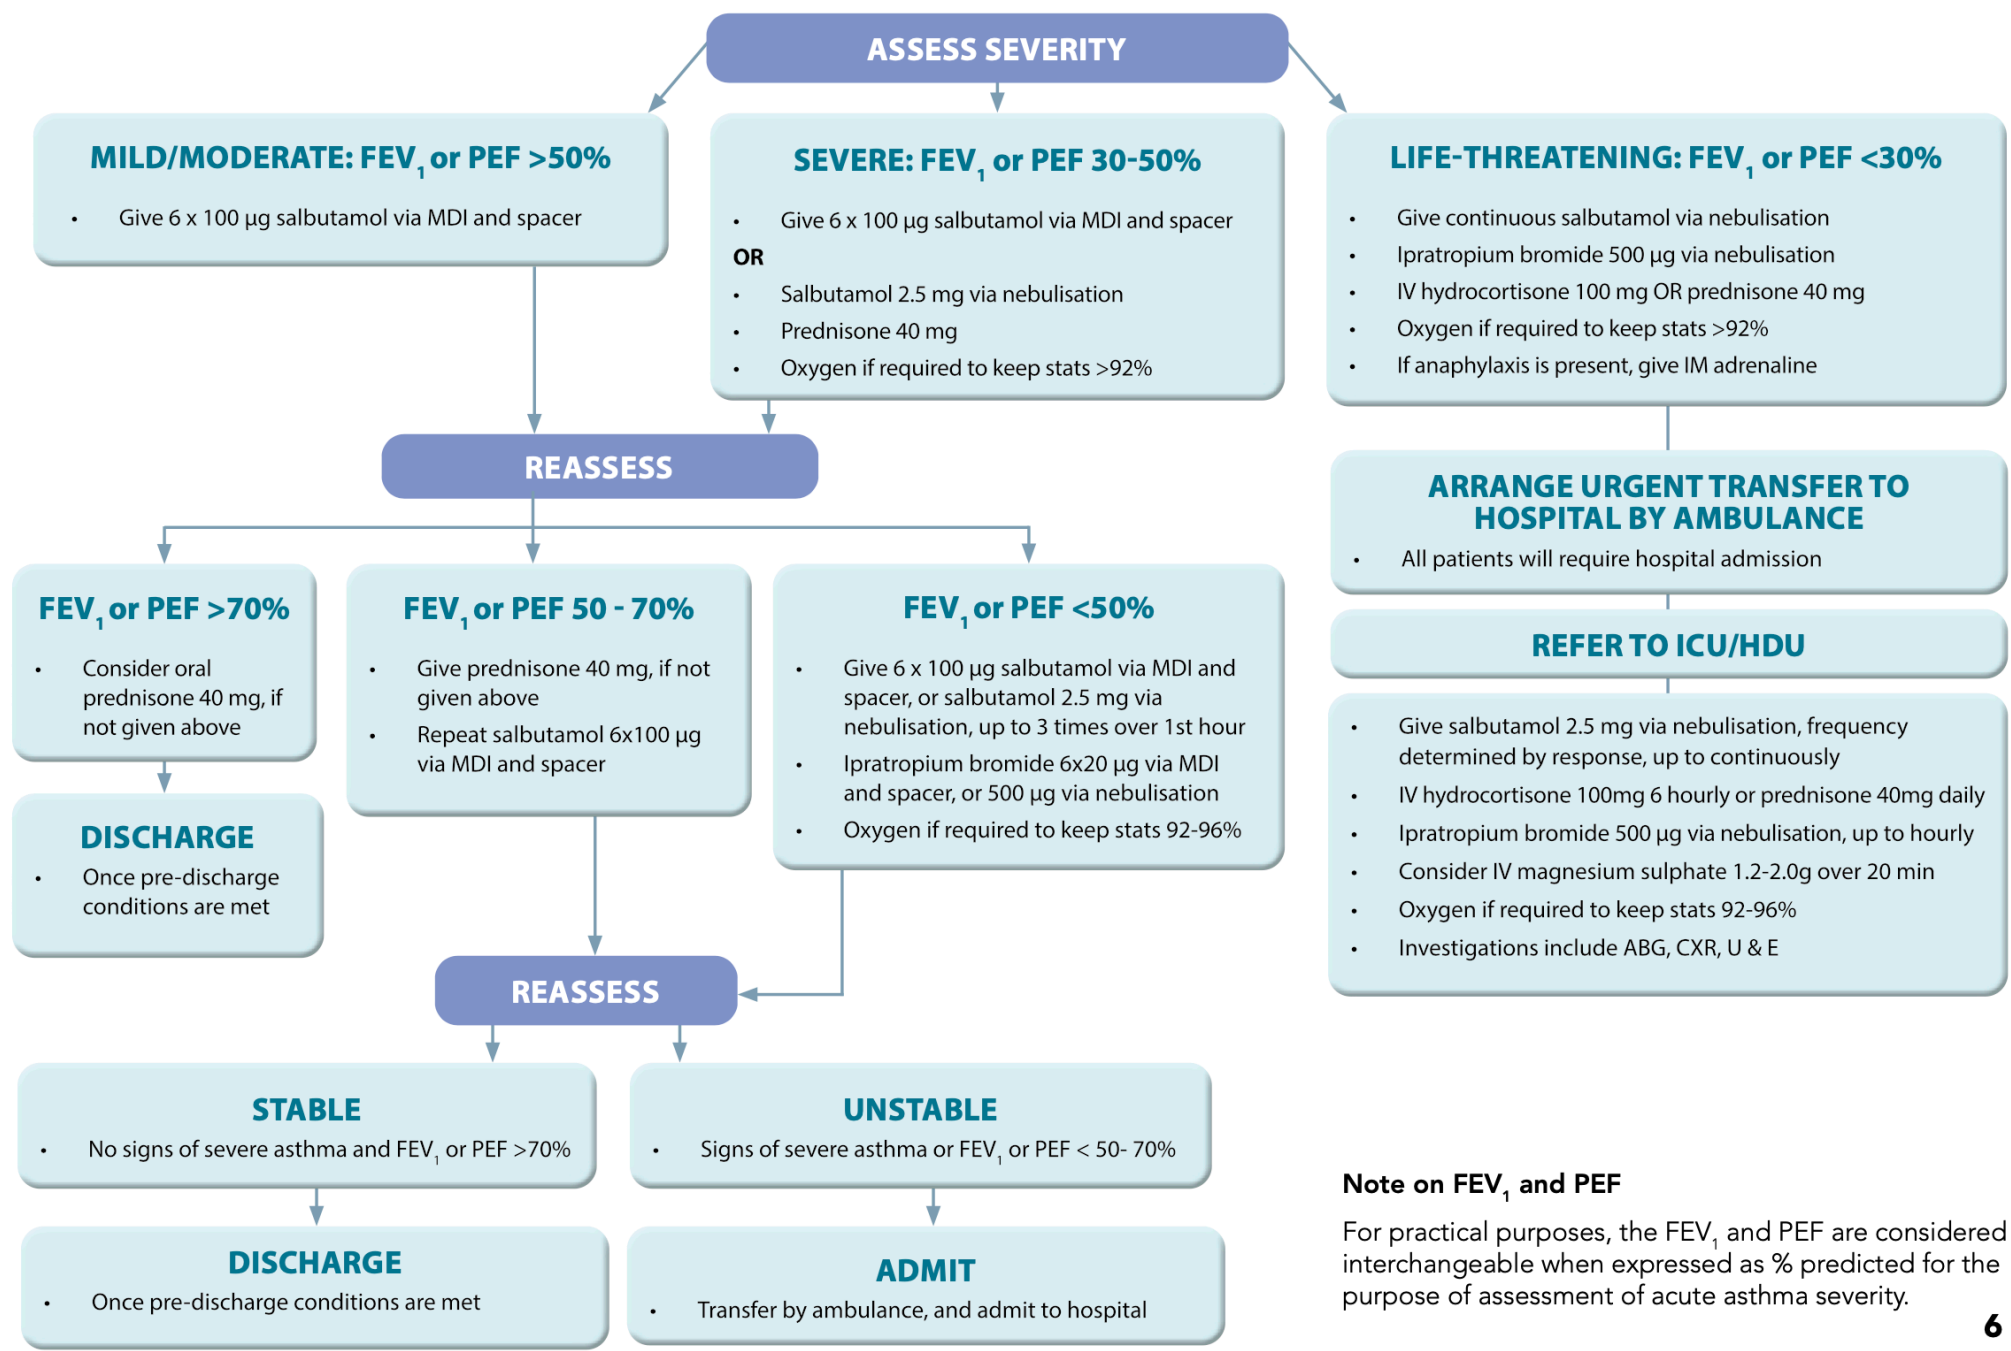 ASSESS SEVERITY
MILD/MODERATE: FEV1 or PEF >50%
• Give 6 x 100 µg salbutamol via MDI and spacer
SEVERE: FEV1 or PEF 30-50%
• Give 6 x 100 µg salbutamol via MDI and spacer
OR
• Salbutamol 2.5 mg via nebulisation
• Prednisone 40 mg
• Oxygen if required to keep stats >92%
LIFE-THREATENING: FEV1 or PEF <30%
• Give continuous salbutamol via nebulisation
• Ipratropium bromide 500 µg via nebulisation
• IV hydrocortisone 100 mg OR prednisone 40 mg
• Oxygen if required to keep stats >92%
• If anaphylaxis is present, give IM adrenaline
REASSESS
FEV1 or PEF >70%
• Consider oral
prednisone 40 mg, if
not given above
DISCHARGE
• Once pre-discharge
conditions are met
FEV1 or PEF 50 - 70%
• Give prednisone 40 mg, if not
given above
• Repeat salbutamol 6x100 µg
via MDI and spacer
FEV1 or PEF <50%
• Give 6 x 100 µg salbutamol via MDI and
spacer, or salbutamol 2.5 mg via
nebulisation, up to 3 times over 1st hour
• Ipratropium bromide 6x20 µg via MDI
and spacer, or 500 µg via nebulisation
• Oxygen if required to keep stats 92-96%
ARRANGE URGENT TRANSFER TO
HOSPITAL BY AMBULANCE
• All patients will require hospital admission
REFER TO ICU/HDU
• Give salbutamol 2.5 mg via nebulisation, frequency
determined by response, up to continuously
• IV hydrocortisone 100mg 6 hourly or prednisone 40mg daily
• Ipratropium bromide 500 µg via nebulisation, up to hourly
• Consider IV magnesium sulphate 1.2-2.0g over 20 min
• Oxygen if required to keep stats 92-96%
• Investigations include ABG, CXR, U & E
REASSESS
STABLE
• No signs of severe asthma and FEV1 or PEF >70%
UNSTABLE
• Signs of severe asthma or FEV1 or PEF < 50- 70%
DISCHARGE
• Once pre-discharge conditions are met
ADMIT
• Transfer by ambulance, and admit to hospital
Note on FEV1 and PEF
For practical purposes, the FEV1 and PEF are considered
interchangeable when expressed as % predicted for the
purpose of assessment of acute asthma severity.
6